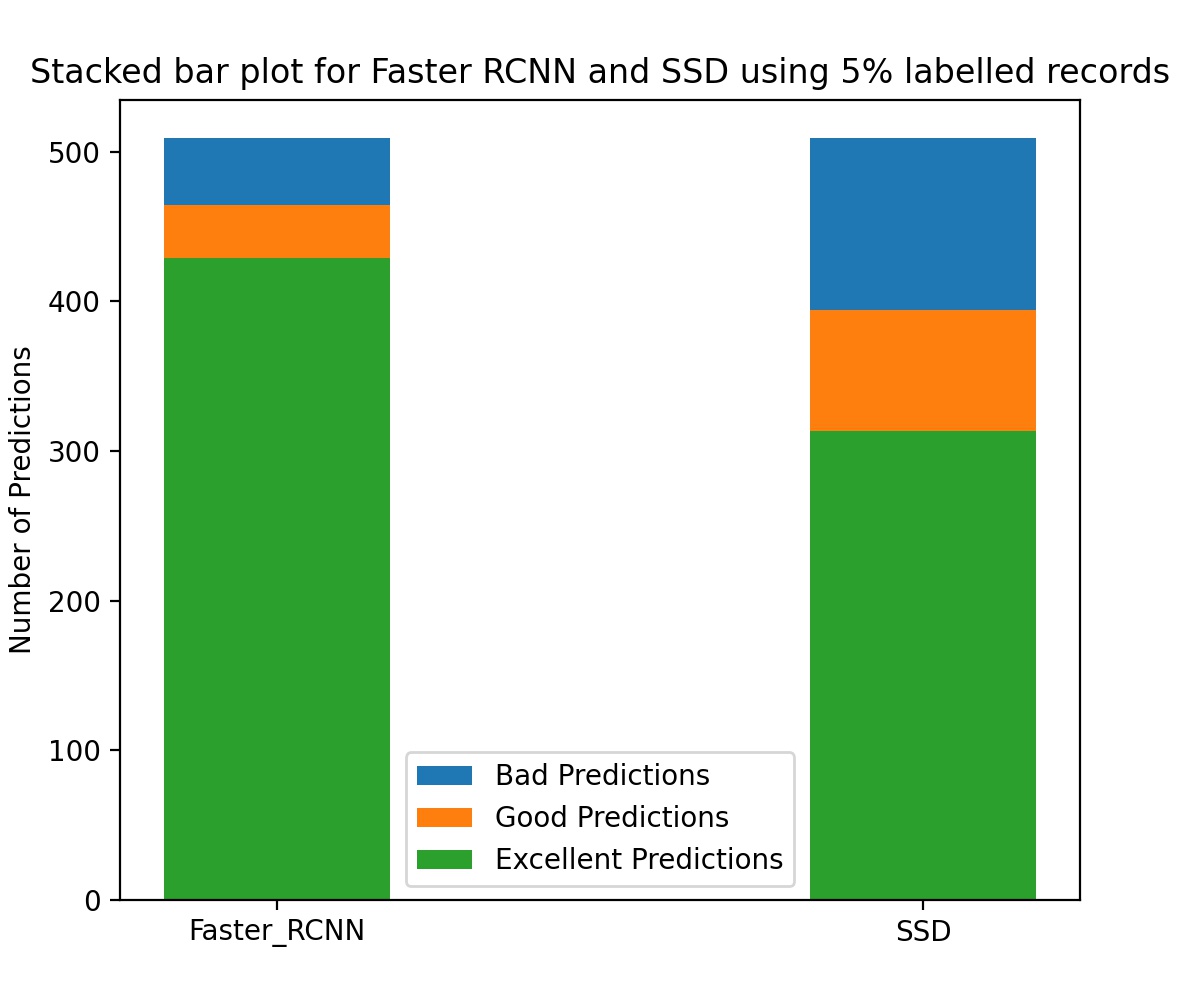 Stacked bar plot for Faster RCNN and SSD using 5% labelled records
Number of Predictions
500
400
300
200
100
0
Bad Predictions
Good Predictions
Excellent Predictions
Faster_RCNN
SSD